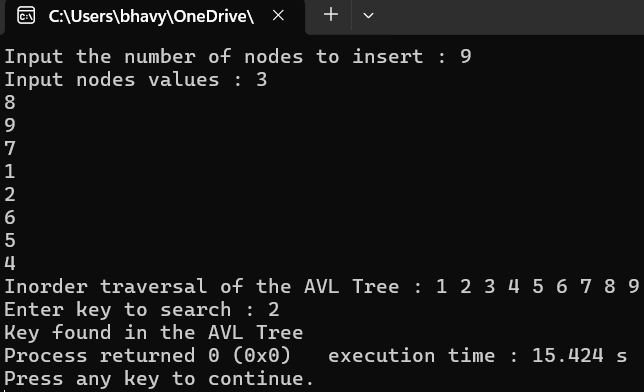 C:\Users\bhavy\OneDrive\
Input the number of nodes to insert : 9
Input nodes values : 3
8
9
7
1
2
6
5
4
Inorder traversal of the AVL Tree : 1 2 3 4 5 6 7 8 9
Enter key to search : 2
Key found in the AVL Tree
Process returned 0 (0x0)   execution time : 15.424 s
Press any key to continue.